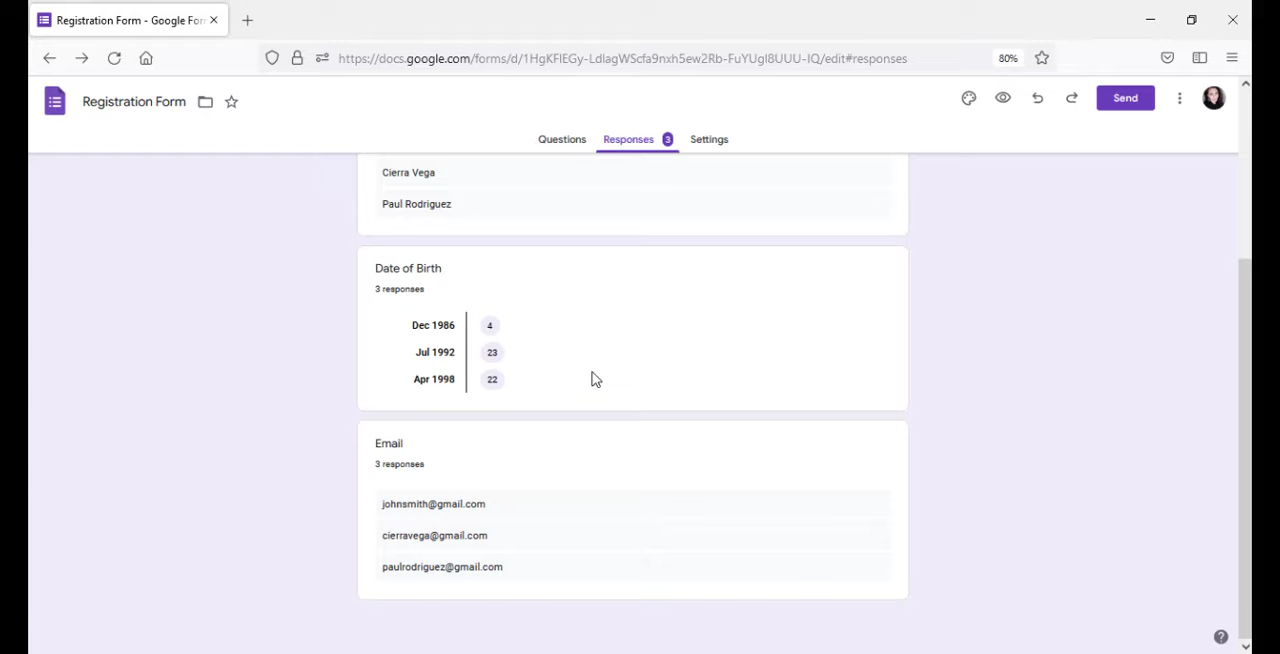 Registration Form - Google For
https://docs.google.com/forms/d/1HgKFlEGy-LdlagWScfa9nxh5ew2Rb-FuYUgl8UUU-IQ/edit#responses
80%
Registration Form
Send
Questions
Responses 3
Settings
Cierra Vega
Paul Rodriguez
Date of Birth
3 responses
Dec 1986 4
Jul 1992 23
Apr 1998 22
Email
3 responses
johnsmith@gmail.com
cierravega@gmail.com
paulrodriguez@gmail.com